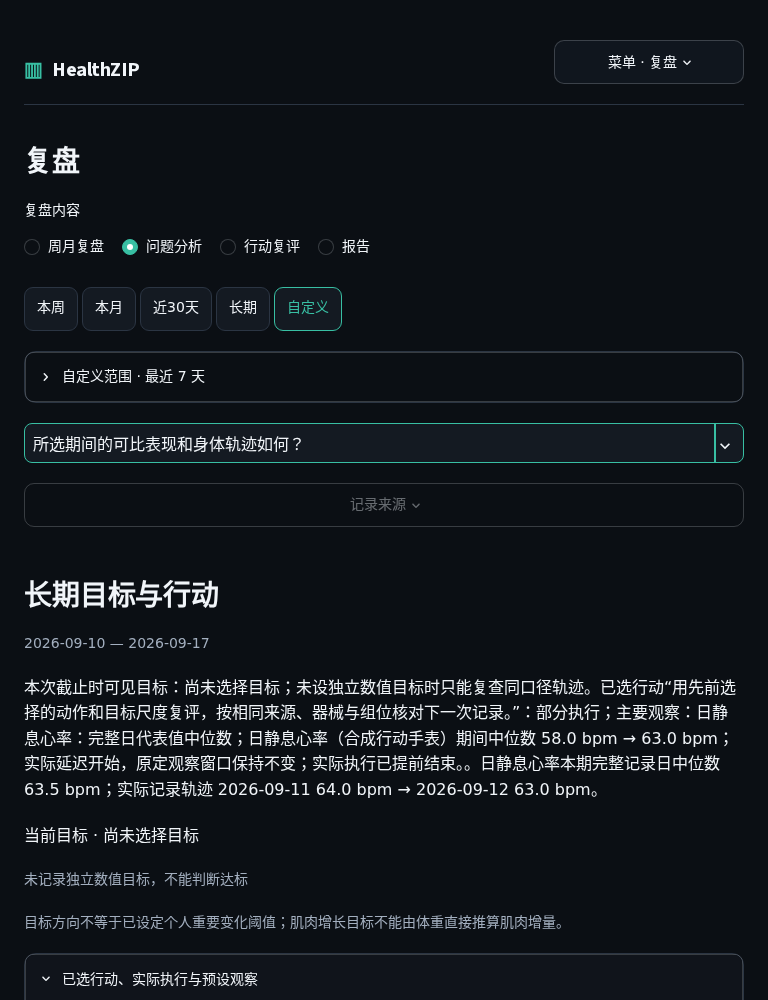 HealthZIP
菜单 · 复盘
复盘
复盘内容
周月复盘 问题分析 行动复评 报告
本周 本月 近30天 长期 自定义
自定义范围 · 最近 7 天
所选期间的可比表现和身体轨迹如何？
记录来源
长期目标与行动
2026-09-10 — 2026-09-17
本次截止时可见目标：尚未选择目标；未设独立数值目标时只能复查同口径轨迹。已选行动“用先前选
择的动作和目标尺度复评，按相同来源、器械与组位核对下一次记录。”：部分执行；主要观察：日静
息心率：完整日代表值中位数；日静息心率（合成行动手表）期间中位数 58.0 bpm → 63.0 bpm；
实际延迟开始，原定观察窗口保持不变；实际执行已提前结束。。日静息心率本期完整记录日中位数
63.5 bpm；实际记录轨迹 2026-09-11 64.0 bpm → 2026-09-12 63.0 bpm。
当前目标 · 尚未选择目标
未记录独立数值目标，不能判断达标
目标方向不等于已设定个人重要变化阈值；肌肉增长目标不能由体重直接推算肌肉增量。
已选行动、实际执行与预设观察